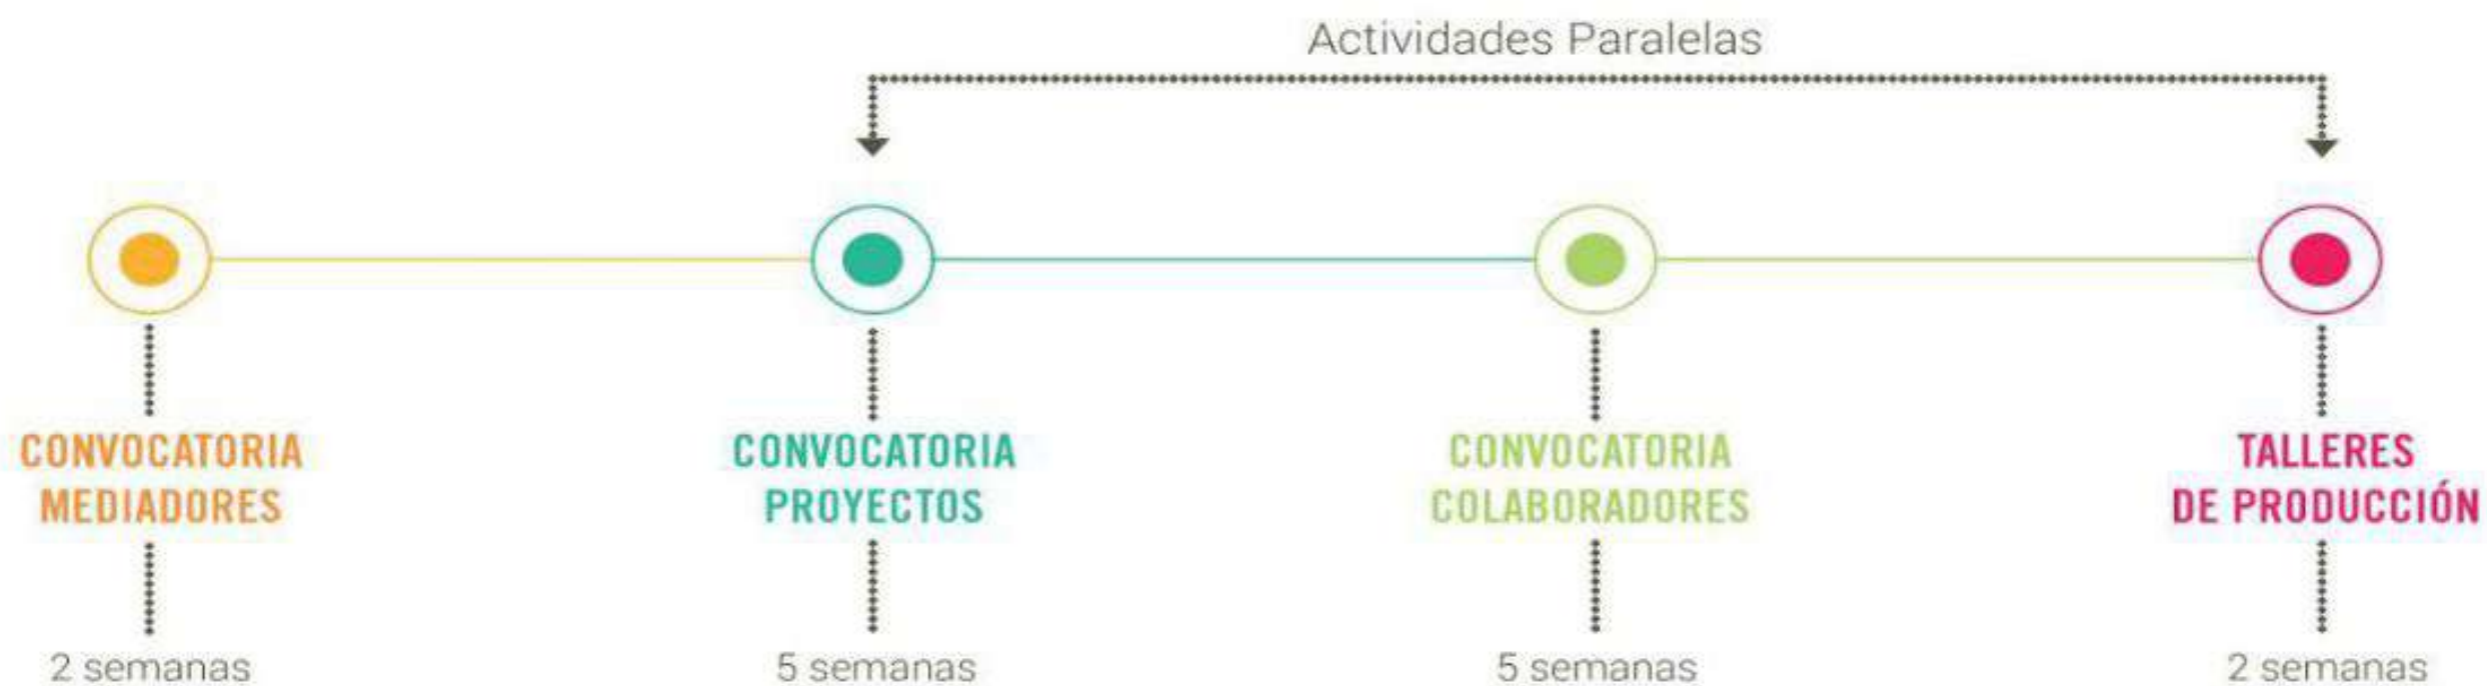 Actividades Paralelas
CONVOCATORIA
MEDIADORES
CONVOCATORIA
PROYECTOS
CONVOCATORIA
COLABORADORES
TALLERES
DE PRODUCCIÓN
2 semanas
5 semanas
5 semanas
2 semanas